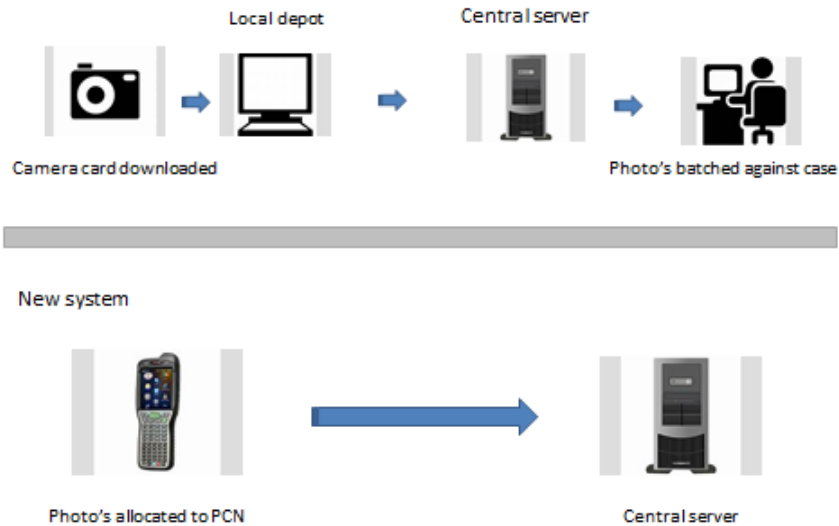 Local depot
Central server
Camera card downloaded
Photo's batched against case
New system
Photo's allocated to PCN
Central server